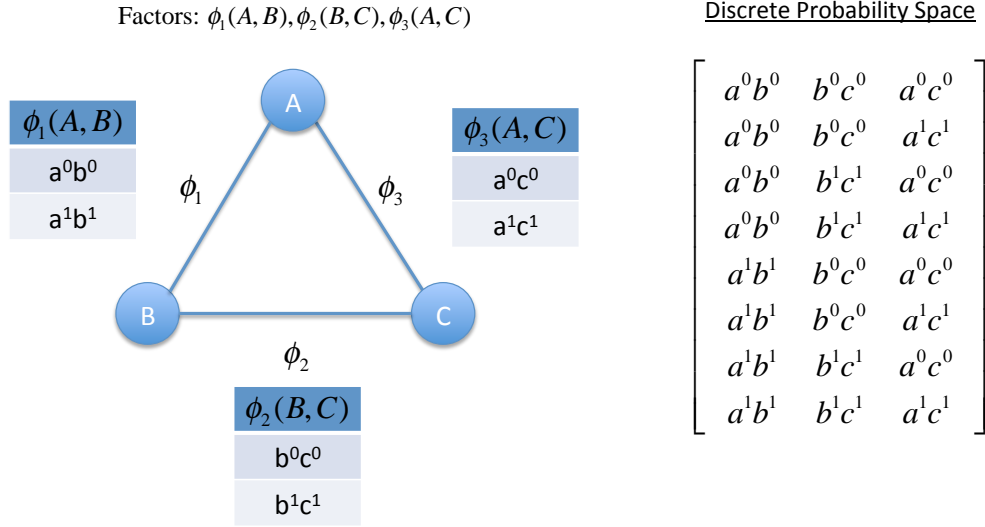 Factors: ϕ₁(A, B), ϕ₂(B, C), ϕ₃(A, C)
Discrete Probability Space
A
ϕ₁(A, B)
a⁰b⁰
a¹b¹
ϕ₁
ϕ₃
ϕ₃(A, C)
a⁰c⁰
a¹c¹
B
C
ϕ₂
ϕ₂(B, C)
b⁰c⁰
b¹c¹
a⁰b⁰ b⁰c⁰ a⁰c⁰
a⁰b⁰ b⁰c⁰ a¹c¹
a⁰b⁰ b¹c¹ a⁰c⁰
a⁰b⁰ b¹c¹ a¹c¹
a¹b¹ b⁰c⁰ a⁰c⁰
a¹b¹ b⁰c⁰ a¹c¹
a¹b¹ b¹c¹ a⁰c⁰
a¹b¹ b¹c¹ a¹c¹